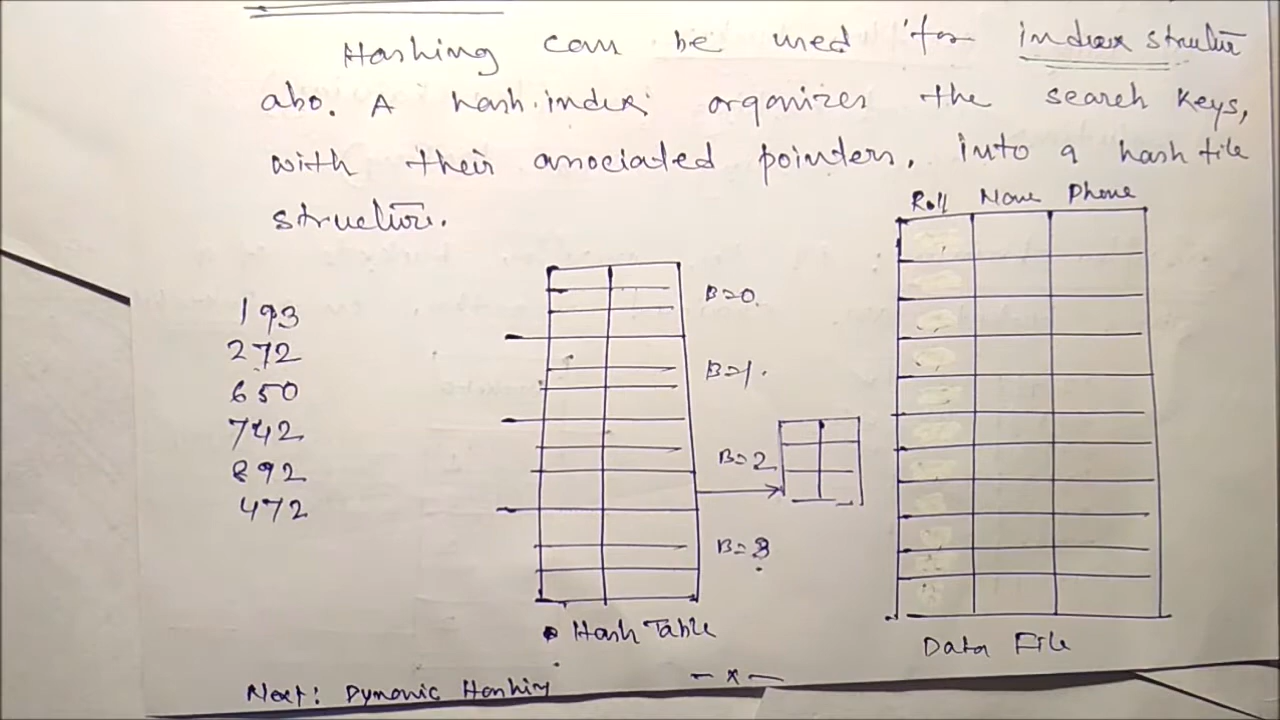 Hashing can be used for index structure
also. A hash index organizes the search keys,
with their associated pointers, into a hash file
structure.
Roll Name Phone
193
272
650
742
892
472
B=0.
B=1.
B=2
B=3
Hash Table
Data File
Next: Dynamic Hashing
— x —